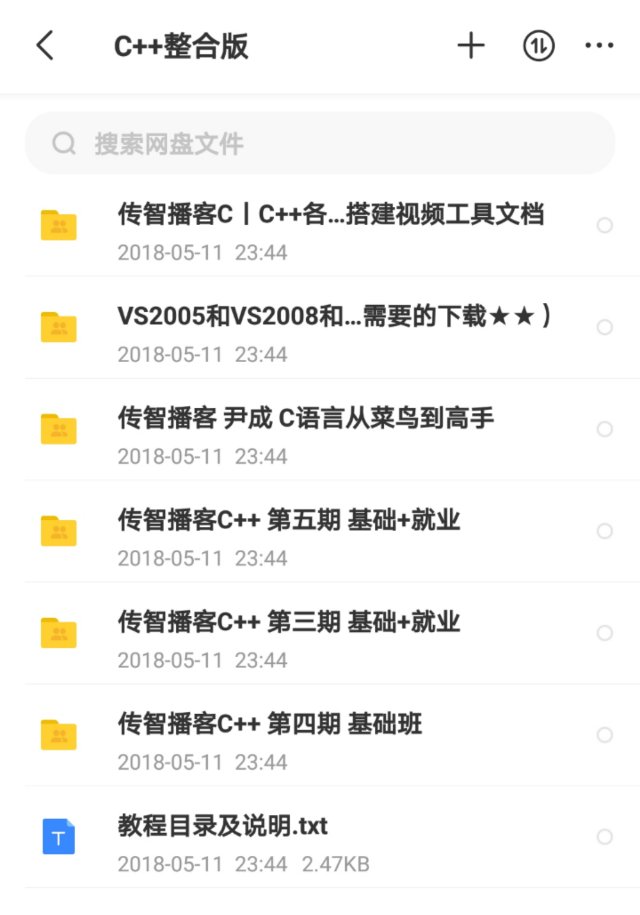 C++整合版
搜索网盘文件
传智播客C丨C++各...搭建视频工具文档
2018-05-11 23:44
VS2005和VS2008和...需要的下载★★）
2018-05-11 23:44
传智播客 尹成 C语言从菜鸟到高手
2018-05-11 23:44
传智播客C++ 第五期 基础+就业
2018-05-11 23:44
传智播客C++ 第三期 基础+就业
2018-05-11 23:44
传智播客C++ 第四期 基础班
2018-05-11 23:44
T
教程目录及说明.txt
2018-05-11 23:44 2.47KB